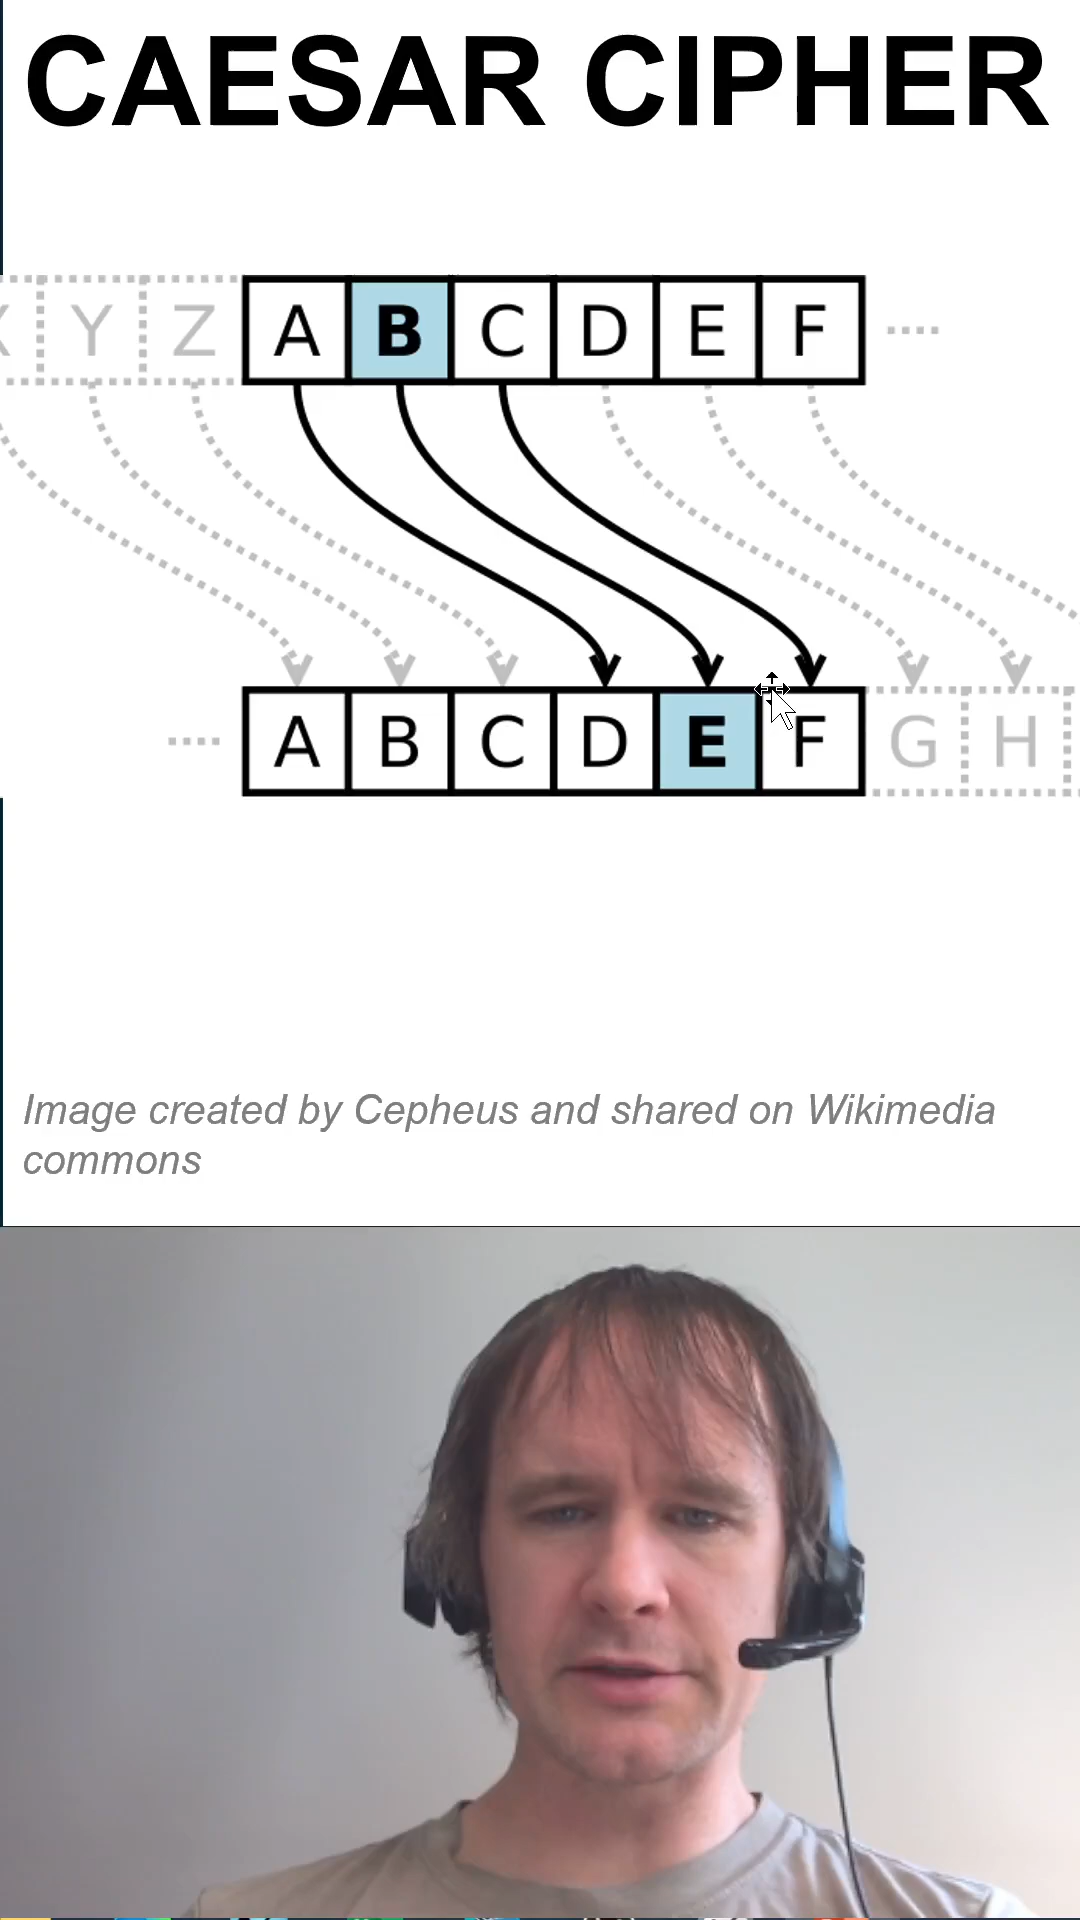 CAESAR CIPHER
X Y Z A B C D E F ....
.... A B C D E F G H
Image created by Cepheus and shared on Wikimedia
commons